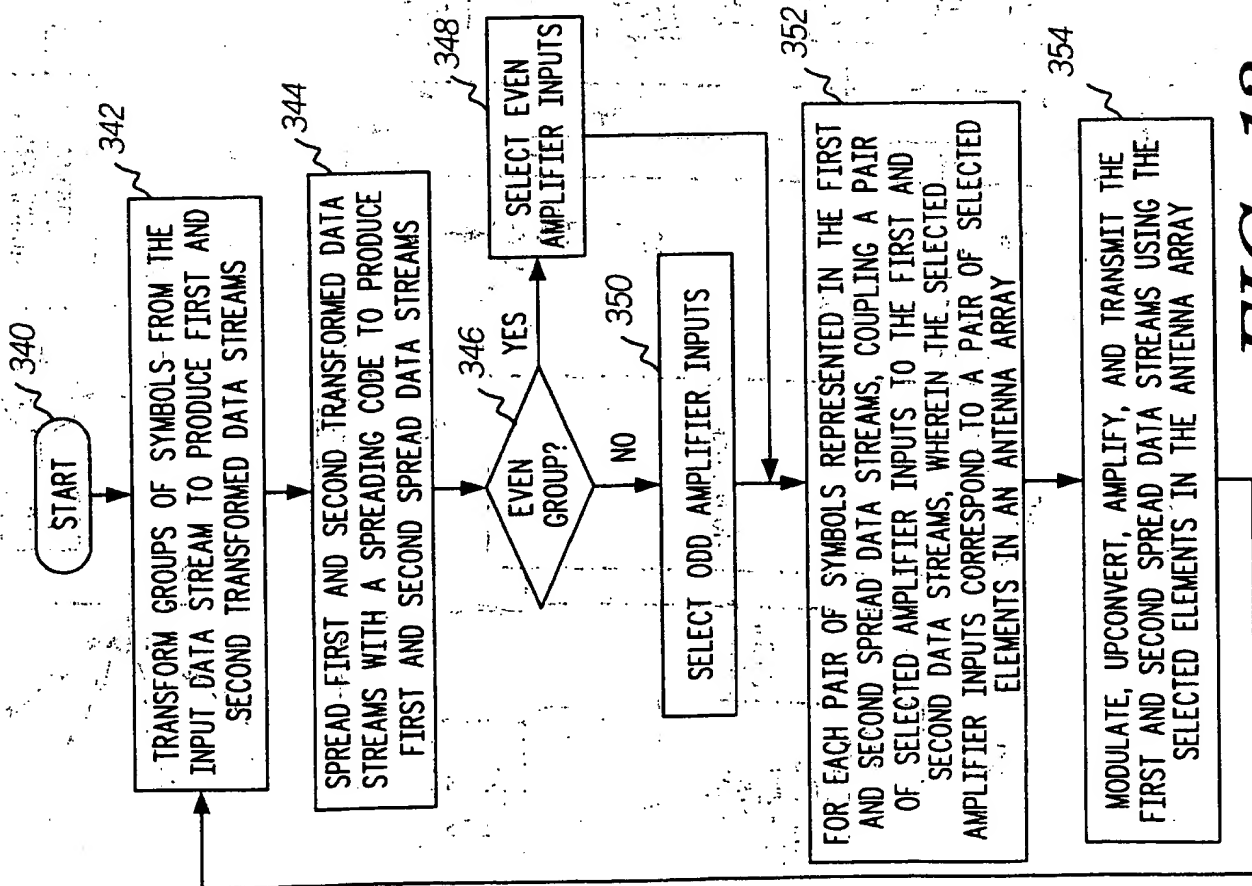 340
START
342
TRANSFORM GROUPS OF SYMBOLS FROM THE
INPUT DATA STREAM TO PRODUCE FIRST AND
SECOND TRANSFORMED DATA STREAMS
344
SPREAD FIRST AND SECOND TRANSFORMED DATA
STREAMS WITH A SPREADING CODE TO PRODUCE
FIRST AND SECOND SPREAD DATA STREAMS
346
EVEN
GROUP?
YES
348
SELECT EVEN
AMPLIFIER INPUTS
NO
350
SELECT ODD AMPLIFIER INPUTS
352
FOR EACH PAIR OF SYMBOLS REPRESENTED IN THE FIRST
AND SECOND SPREAD DATA STREAMS, COUPLING A PAIR
OF SELECTED AMPLIFIER INPUTS TO THE FIRST AND
SECOND DATA STREAMS, WHEREIN THE SELECTED
AMPLIFIER INPUTS CORRESPOND TO A PAIR OF SELECTED
ELEMENTS IN AN ANTENNA ARRAY
354
MODULATE, UPCONVERT, AMPLIFY, AND TRANSMIT THE
FIRST AND SECOND SPREAD DATA STREAMS USING THE
SELECTED ELEMENTS IN THE ANTENNA ARRAY